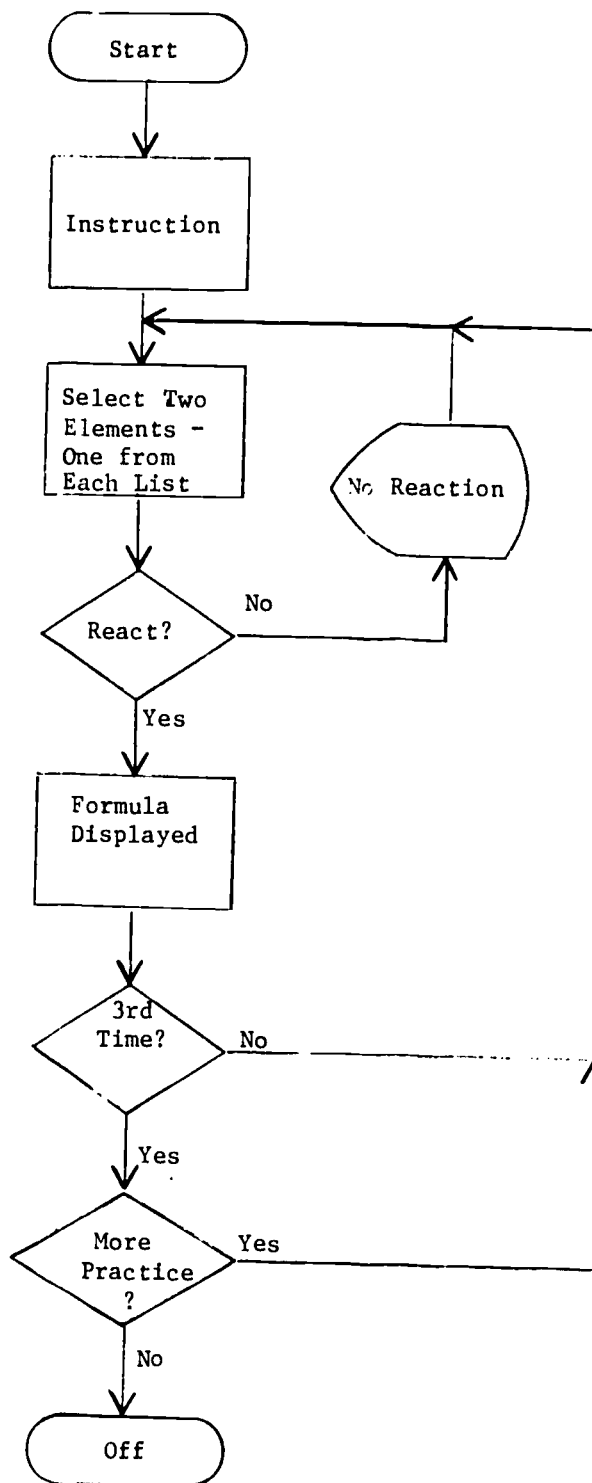 Start
Instruction
Select Two
Elements -
One from
Each List
No Reaction
React?
No
Yes
Formula
Displayed
3rd
Time?
No
Yes
More
Practice
?
Yes
No
Off